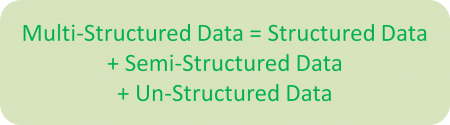 Multi-Structured Data = Structured Data
+ Semi-Structured Data
+ Un-Structured Data